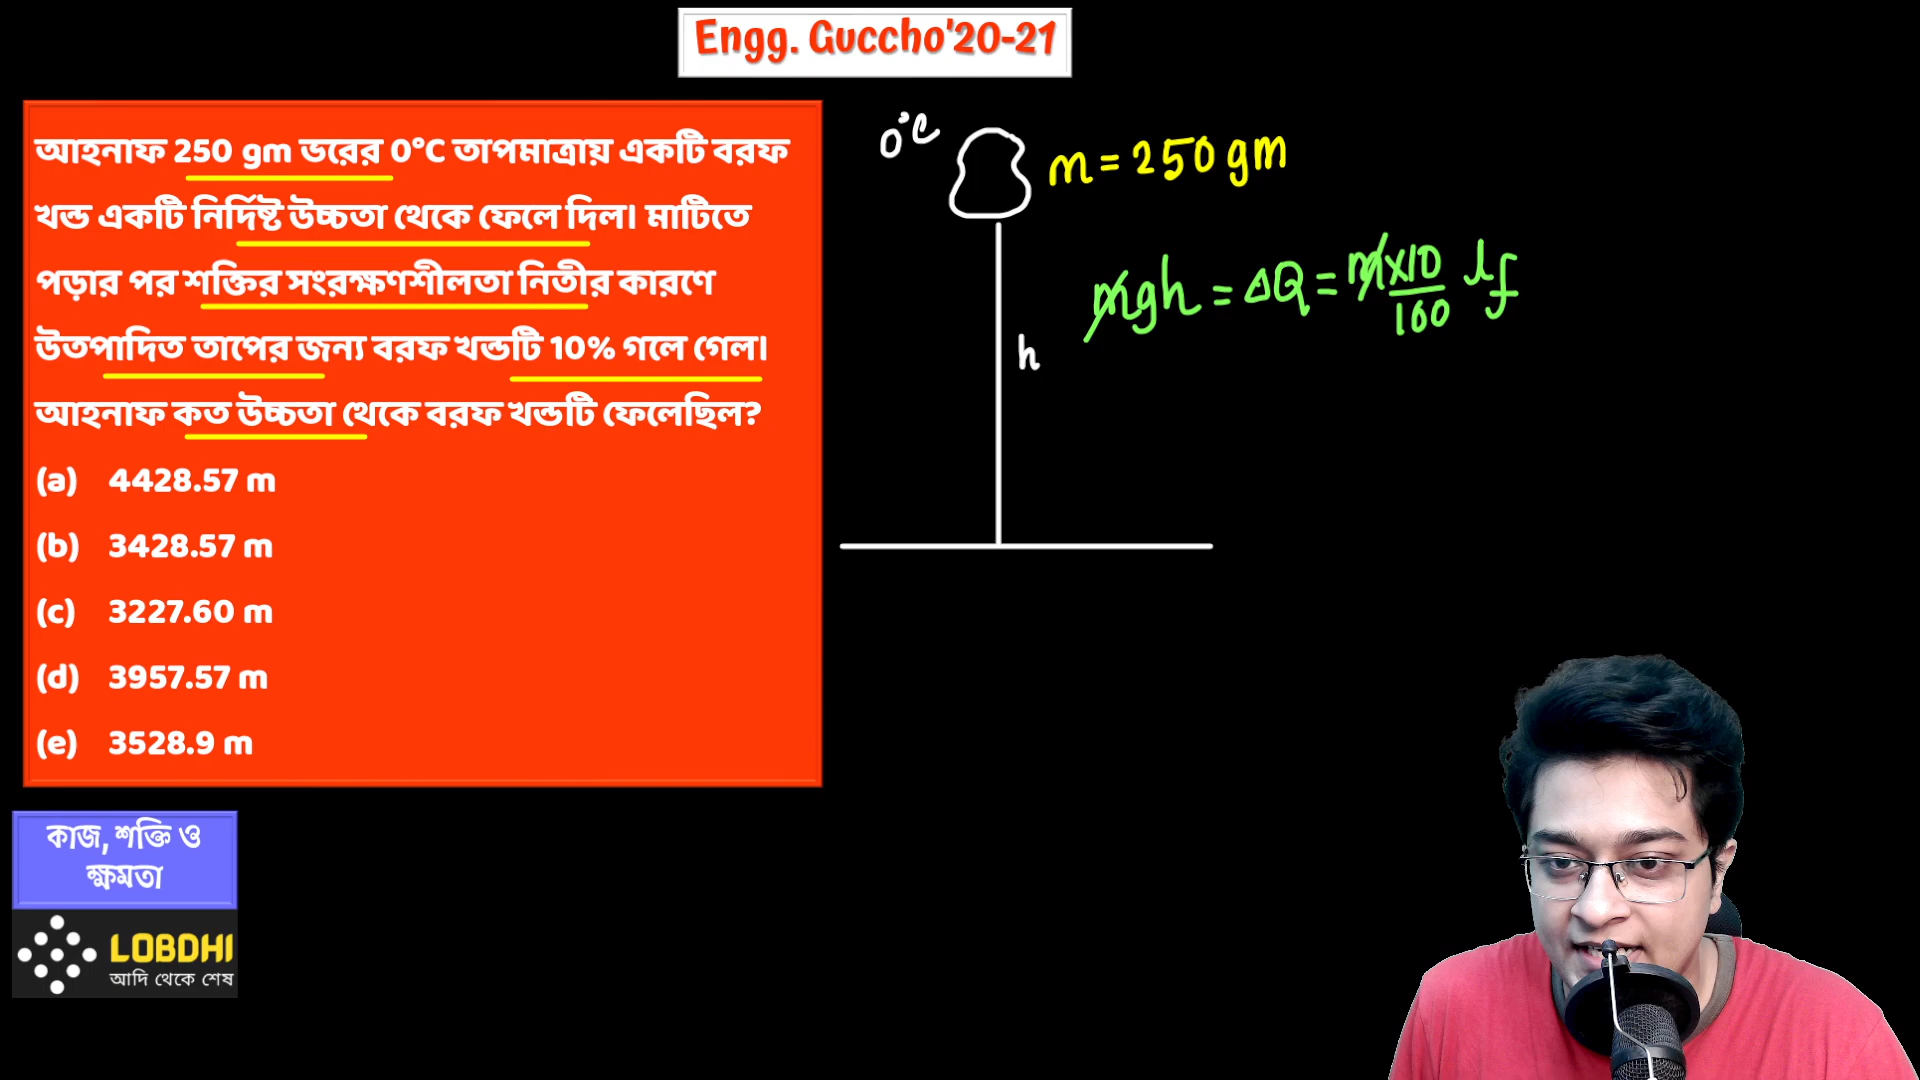 Engg. Guccho'20-21
আহনাফ 250 gm ভরের 0°C তাপমাত্রায় একটি বরফ
খন্ড একটি নির্দিষ্ট উচ্চতা থেকে ফেলে দিল। মাটিতে
পড়ার পর শক্তির সংরক্ষণশীলতা নিতীর কারণে
উতপাদিত তাপের জন্য বরফ খন্ডটি 10% গলে গেল।
আহনাফ কত উচ্চতা থেকে বরফ খন্ডটি ফেলেছিল?
(a) 4428.57 m
(b) 3428.57 m
(c) 3227.60 m
(d) 3957.57 m
(e) 3528.9 m
0°C
m = 250 gm
mgh = ΔQ = m×10/100 lf
h
কাজ, শক্তি ও
ক্ষমতা
LOBDHI
আদি থেকে শেষ